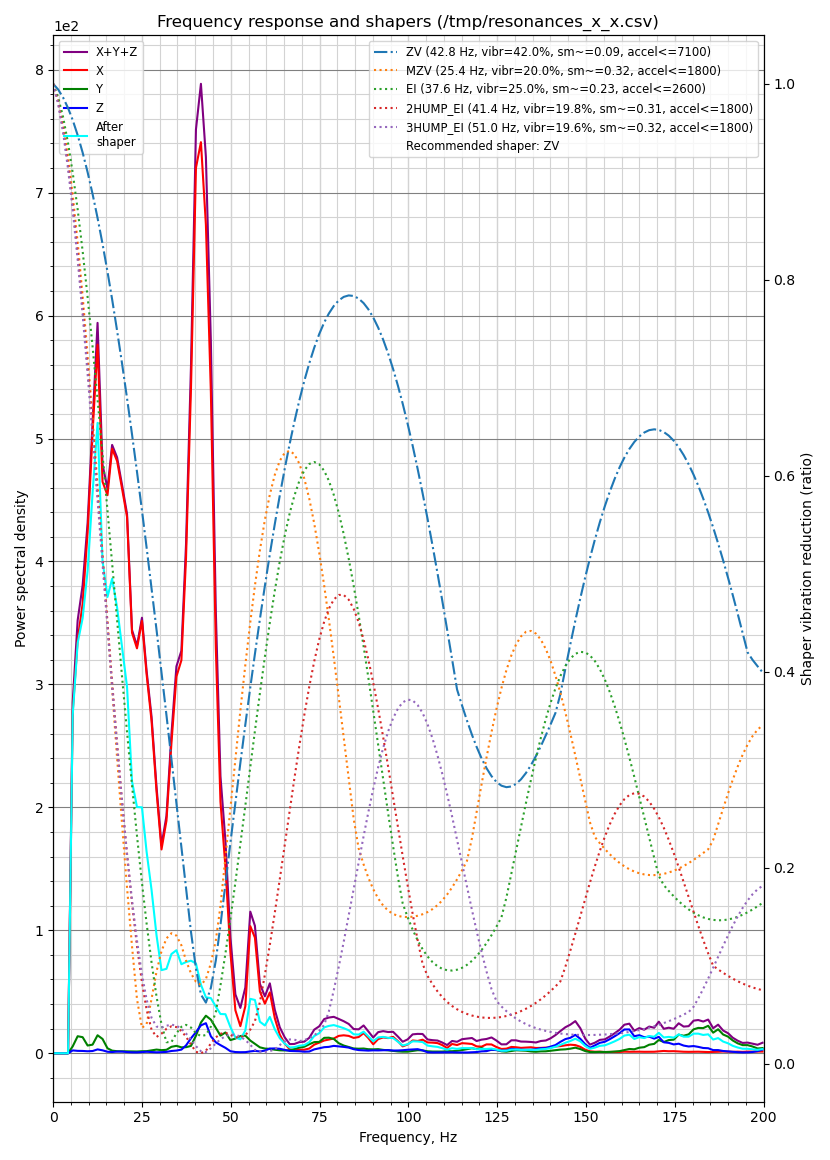 Frequency response and shapers (/tmp/resonances_x_x.csv)
1e2
X+Y+Z
X
Y
Z
After
shaper
ZV (42.8 Hz, vibr=42.0%, sm~=0.09, accel<=7100)
MZV (25.4 Hz, vibr=20.0%, sm~=0.32, accel<=1800)
EI (37.6 Hz, vibr=25.0%, sm~=0.23, accel<=2600)
2HUMP_EI (41.4 Hz, vibr=19.8%, sm~=0.31, accel<=1800)
3HUMP_EI (51.0 Hz, vibr=19.6%, sm~=0.32, accel<=1800)
Recommended shaper: ZV
8
7
6
5
4
3
2
1
0
Power spectral density
1.0
0.8
0.6
0.4
0.2
0.0
Shaper vibration reduction (ratio)
0 25 50 75 100 125 150 175 200
Frequency, Hz